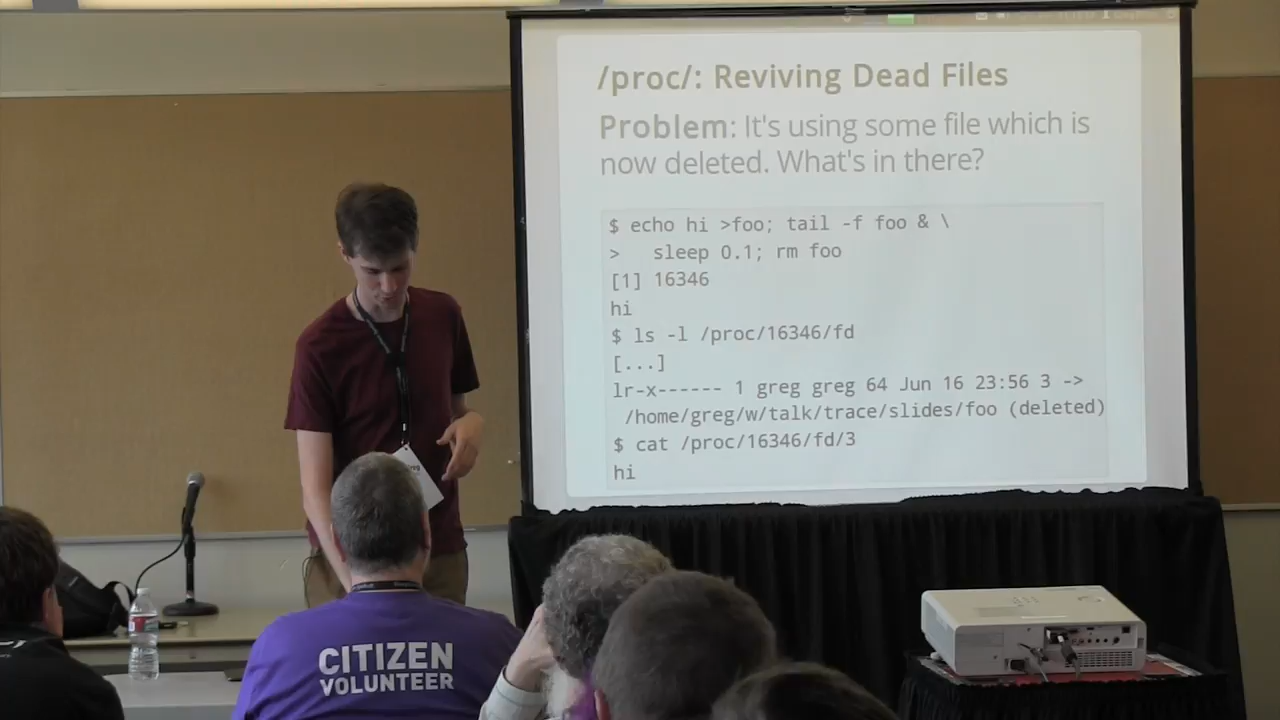 /proc/: Reviving Dead Files
Problem: It's using some file which is
now deleted. What's in there?
$ echo hi >foo; tail -f foo & \
>   sleep 0.1; rm foo
[1] 16346
hi
$ ls -l /proc/16346/fd
[...]
lr-x------ 1 greg greg 64 Jun 16 23:56 3 ->
/home/greg/w/talk/trace/slides/foo (deleted)
$ cat /proc/16346/fd/3
hi
CITIZEN
VOLUNTEER